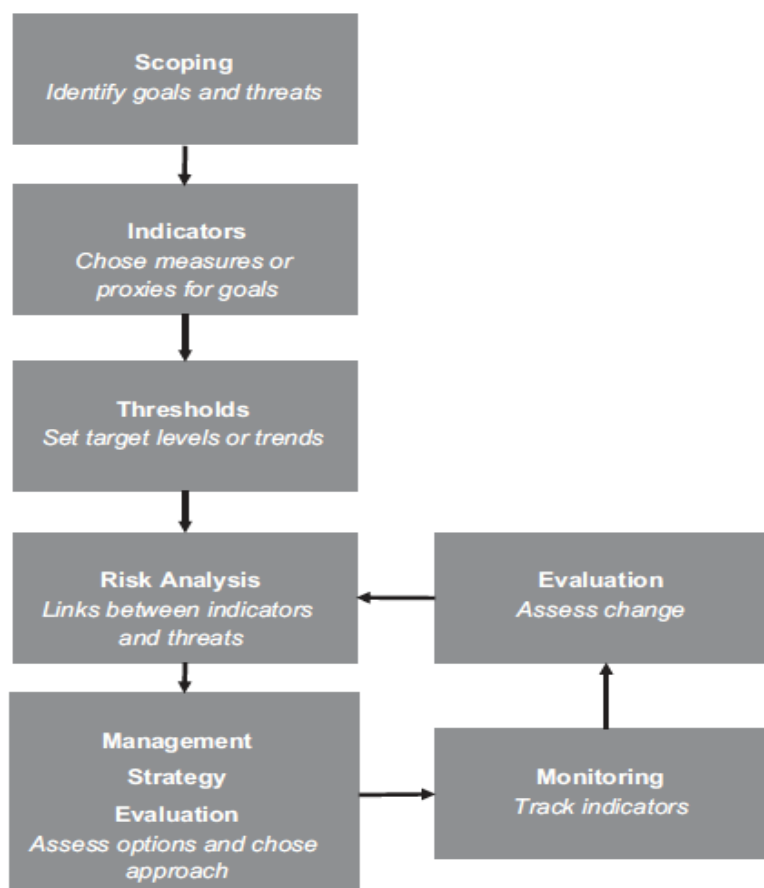 Scoping
Identify goals and threats
Indicators
Chose measures or
proxies for goals
Thresholds
Set target levels or trends
Risk Analysis
Links between indicators
and threats
Evaluation
Assess change
Management
Strategy
Evaluation
Assess options and chose
approach
Monitoring
Track indicators